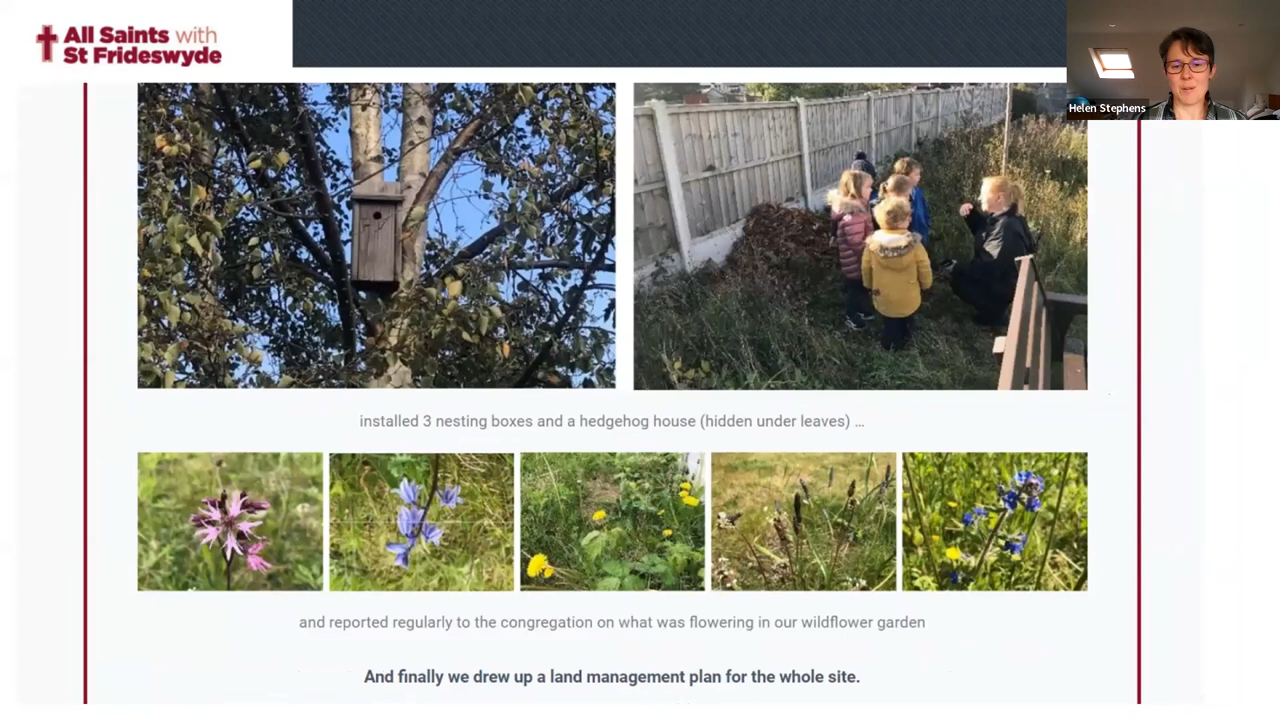 All Saints with
St Frideswyde
Helen Stephens
installed 3 nesting boxes and a hedgehog house (hidden under leaves) ...
and reported regularly to the congregation on what was flowering in our wildflower garden
And finally we drew up a land management plan for the whole site.